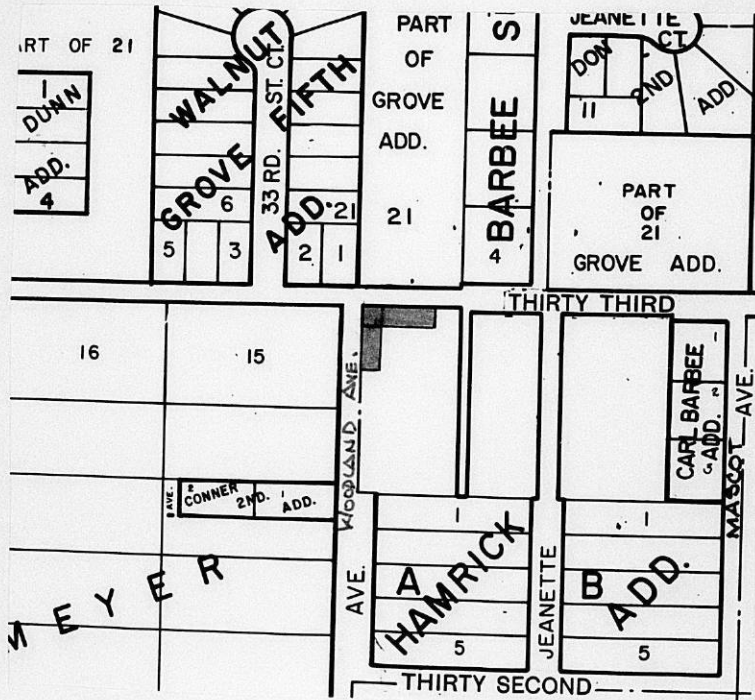 ART OF 21
1
DUNN
ADD.
4
WALNUT
GROVE
FIFTH
ADD.
33 RD. ST. CT.
6
5
3
21
2
1
PART
OF
GROVE
ADD.
21
BARBEE
4
JEANETTE
CT.
DON
2ND
ADD
11
PART
OF
21
GROVE ADD.
THIRTY THIRD
16
15
WOODLAND AVE.
AVE.
2
CONNER
2ND.
1
ADD.
MEYER
1
A
HAMRICK
5
JEANETTE
1
B
ADD.
5
CARL BARBEE
ADD.
1
2
3
MASCOT AVE.
THIRTY SECOND